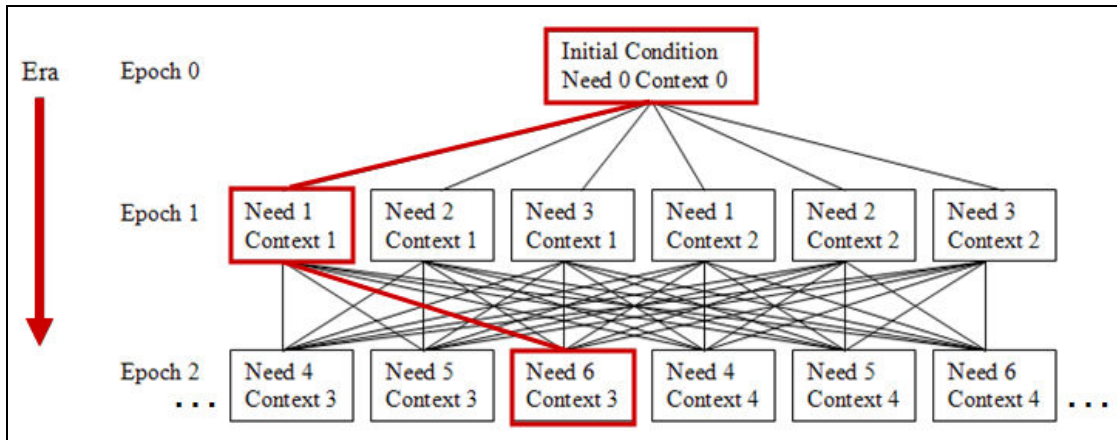 Era
Epoch 0
Initial Condition
Need 0 Context 0
Epoch 1
Need 1
Context 1
Need 2
Context 1
Need 3
Context 1
Need 1
Context 2
Need 2
Context 2
Need 3
Context 2
Epoch 2
. . .
Need 4
Context 3
Need 5
Context 3
Need 6
Context 3
Need 4
Context 4
Need 5
Context 4
Need 6
Context 4
. . .